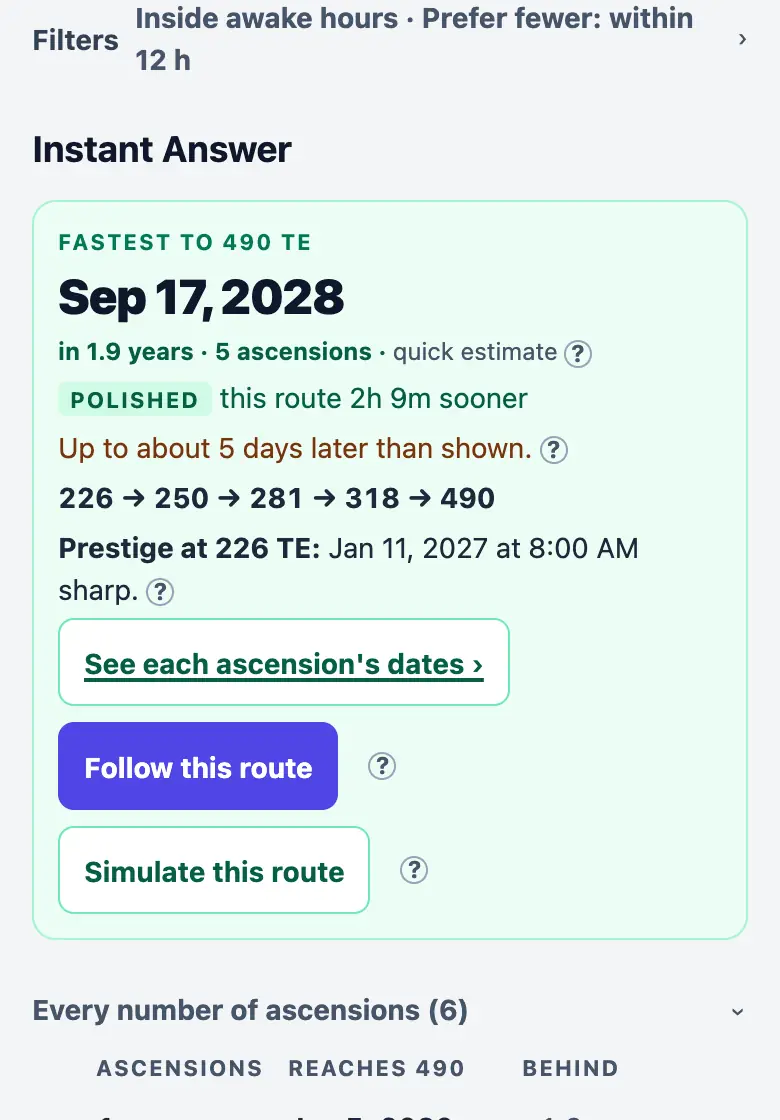 Filters
Inside awake hours · Prefer fewer: within
12 h
›
Instant Answer
FASTEST TO 490 TE
Sep 17, 2028
in 1.9 years · 5 ascensions · quick estimate ?
POLISHED this route 2h 9m sooner
Up to about 5 days later than shown. ?
226 → 250 → 281 → 318 → 490
Prestige at 226 TE: Jan 11, 2027 at 8:00 AM
sharp. ?
See each ascension's dates ›
Follow this route ?
Simulate this route ?
Every number of ascensions (6)
ASCENSIONS REACHES 490 BEHIND